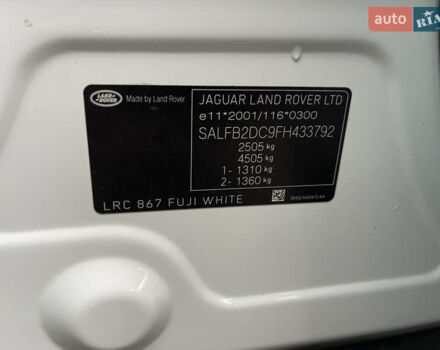 auto RIA
LAND ROVER
Made by Land Rover
JAGUAR LAND ROVER LTD
e11*2001/116*0300
SALFB2DC9FH433792
2505 kg
4505 kg
1- 1310 kg
2- 1360 kg
LRC 867 FUJI WHITE